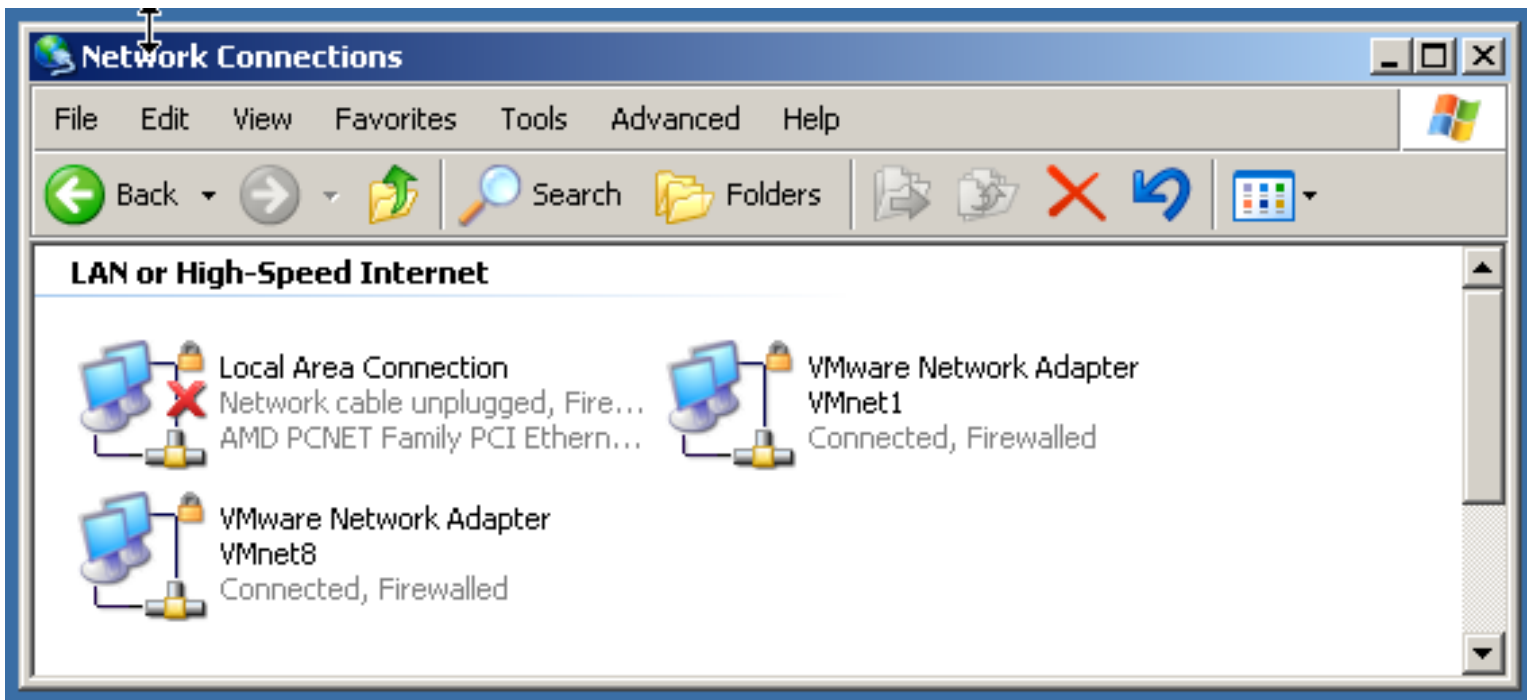 Network Connections
File Edit View Favorites Tools Advanced Help
Back Search Folders
LAN or High-Speed Internet
Local Area Connection
Network cable unplugged, Fire...
AMD PCNET Family PCI Ethern...
VMware Network Adapter
VMnet1
Connected, Firewalled
VMware Network Adapter
VMnet8
Connected, Firewalled